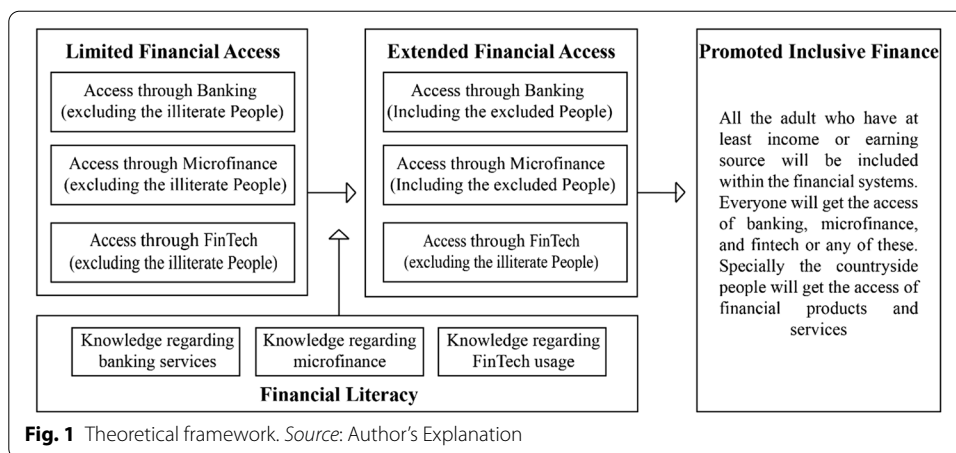 Limited Financial Access
Access through Banking
(excluding the illiterate People)
Access through Microfinance
(excluding the illiterate People)
Access through FinTech
(excluding the illiterate People)
Extended Financial Access
Access through Banking
(Including the excluded People)
Access through Microfinance
(Including the excluded People)
Access through FinTech
(excluding the illiterate People)
Promoted Inclusive Finance
All the adult who have at
least income or earning
source will be included
within the financial systems.
Everyone will get the access
of banking, microfinance,
and fintech or any of these.
Specially the countryside
people will get the access of
financial products and
services
Knowledge regarding
banking services
Knowledge regarding
microfinance
Knowledge regarding
FinTech usage
Financial Literacy
Fig. 1 Theoretical framework. Source: Author's Explanation